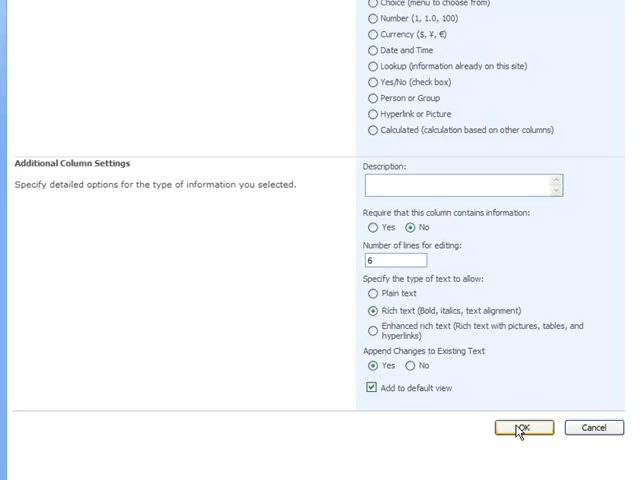 Choice (menu to choose from)
Number (1, 1.0, 100)
Currency ($, ¥, €)
Date and Time
Lookup (information already on this site)
Yes/No (check box)
Person or Group
Hyperlink or Picture
Calculated (calculation based on other columns)
Additional Column Settings
Specify detailed options for the type of information you selected.
Description:
Require that this column contains information:
Yes No
Number of lines for editing:
6
Specify the type of text to allow:
Plain text
Rich text (Bold, italics, text alignment)
Enhanced rich text (Rich text with pictures, tables, and
hyperlinks)
Append Changes to Existing Text
Yes No
Add to default view
OK Cancel